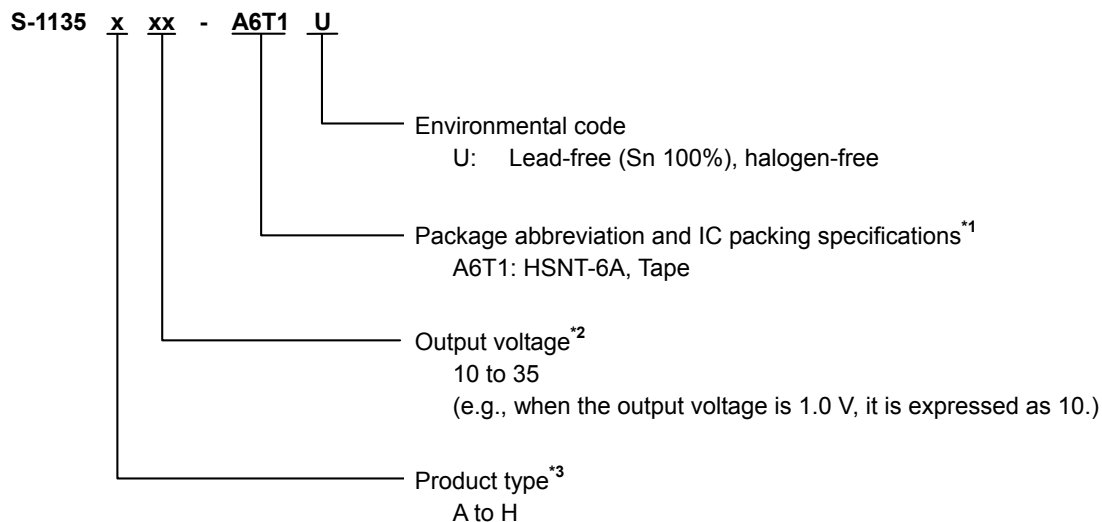 S-1135 x xx - A6T1 U
Environmental code
U: Lead-free (Sn 100%), halogen-free
Package abbreviation and IC packing specifications*1
A6T1: HSNT-6A, Tape
Output voltage*2
10 to 35
(e.g., when the output voltage is 1.0 V, it is expressed as 10.)
Product type*3
A to H